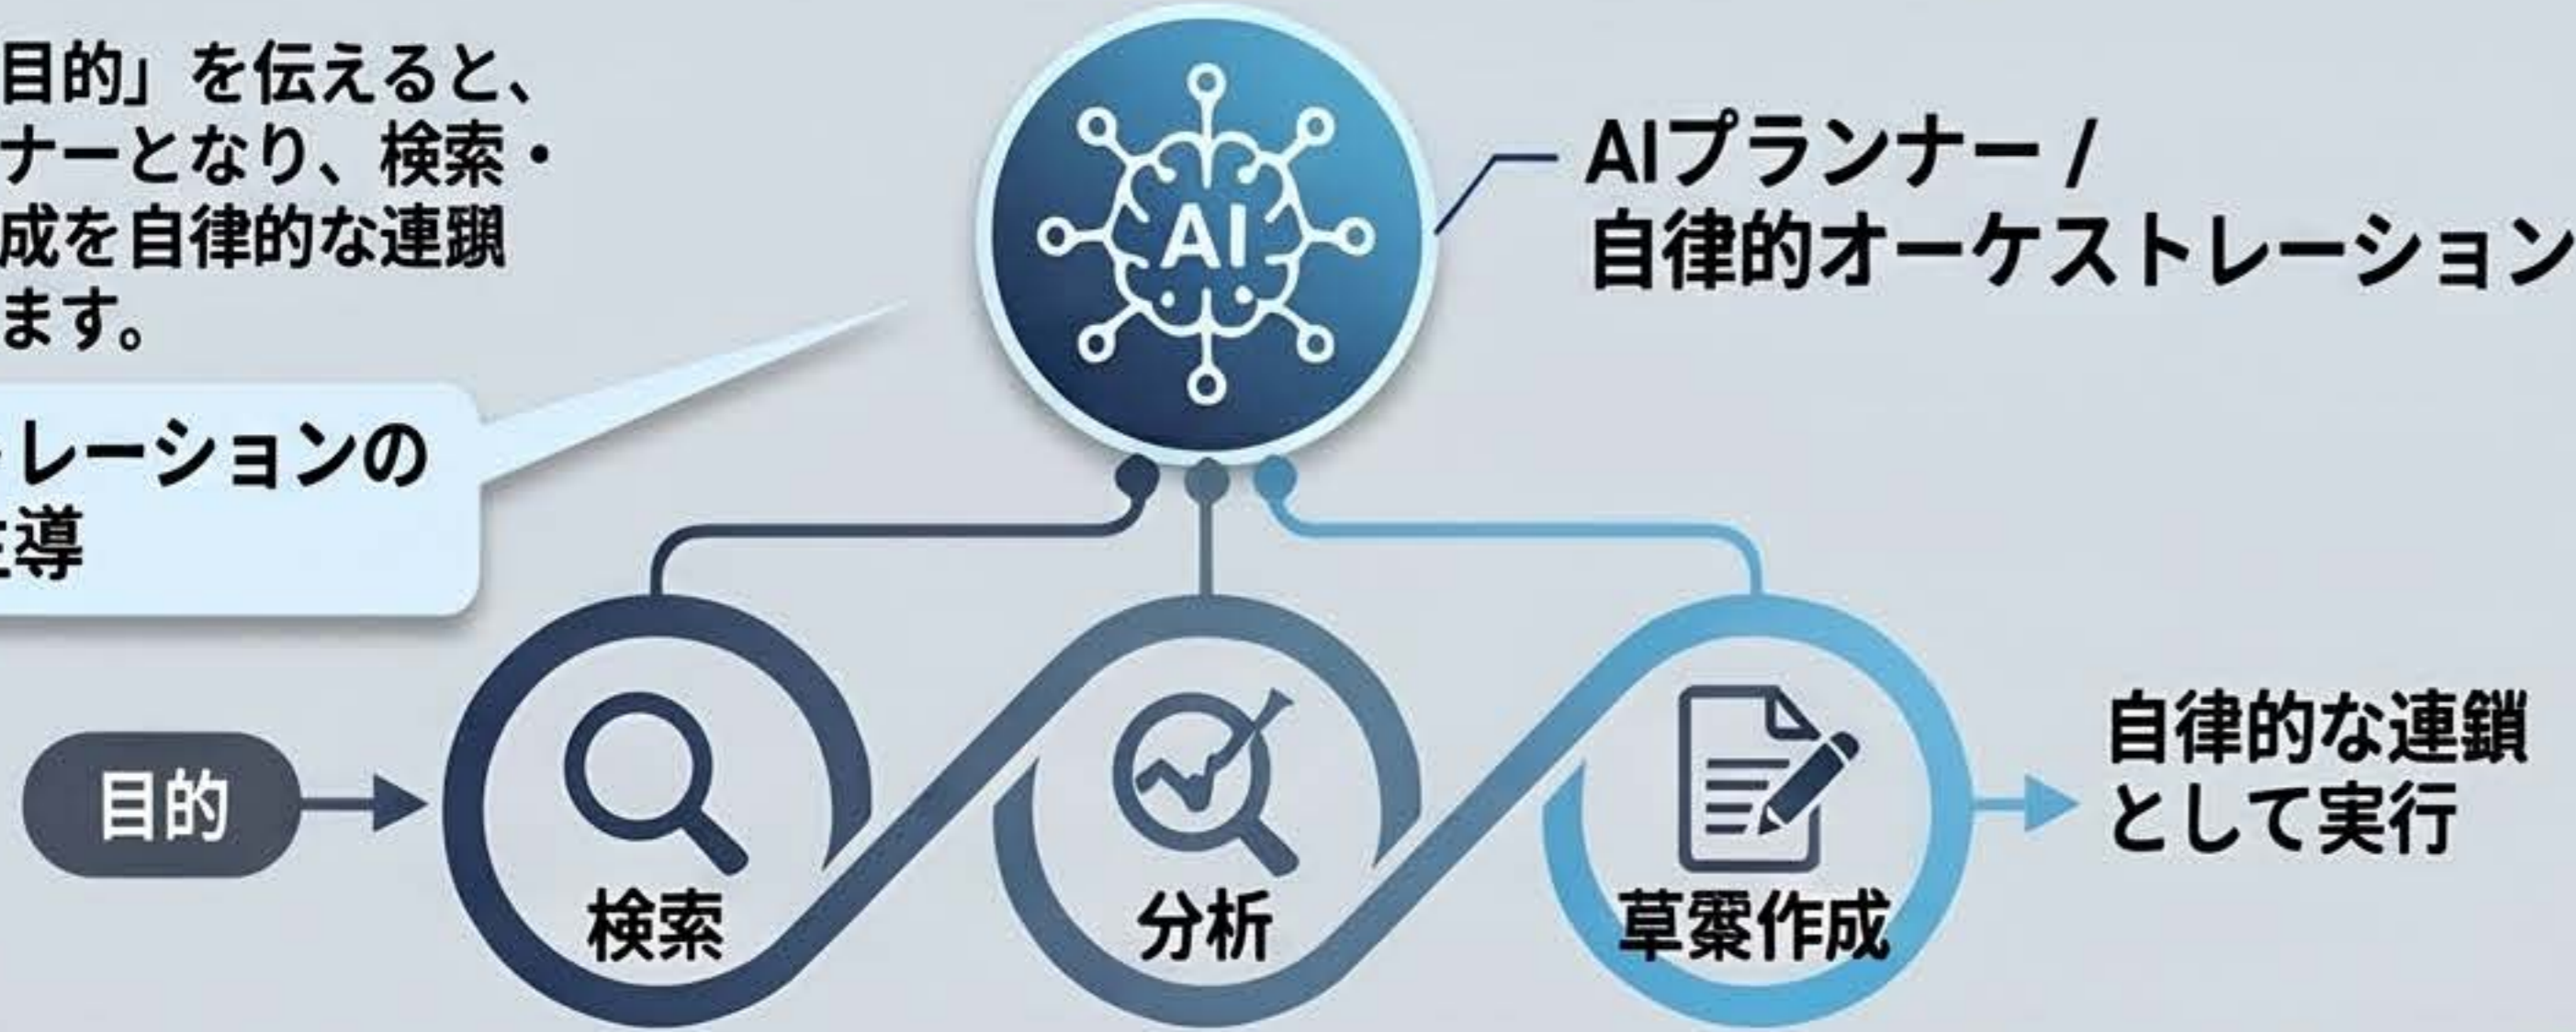 目的」を伝えると、
ナーとなり、検索・
成を自律的な連鎖
ます。
レーションの
導
AI
AIプランナー /
自律的オーケストレーション
目的
検索
分析
作成
自律的な連鎖
として実行